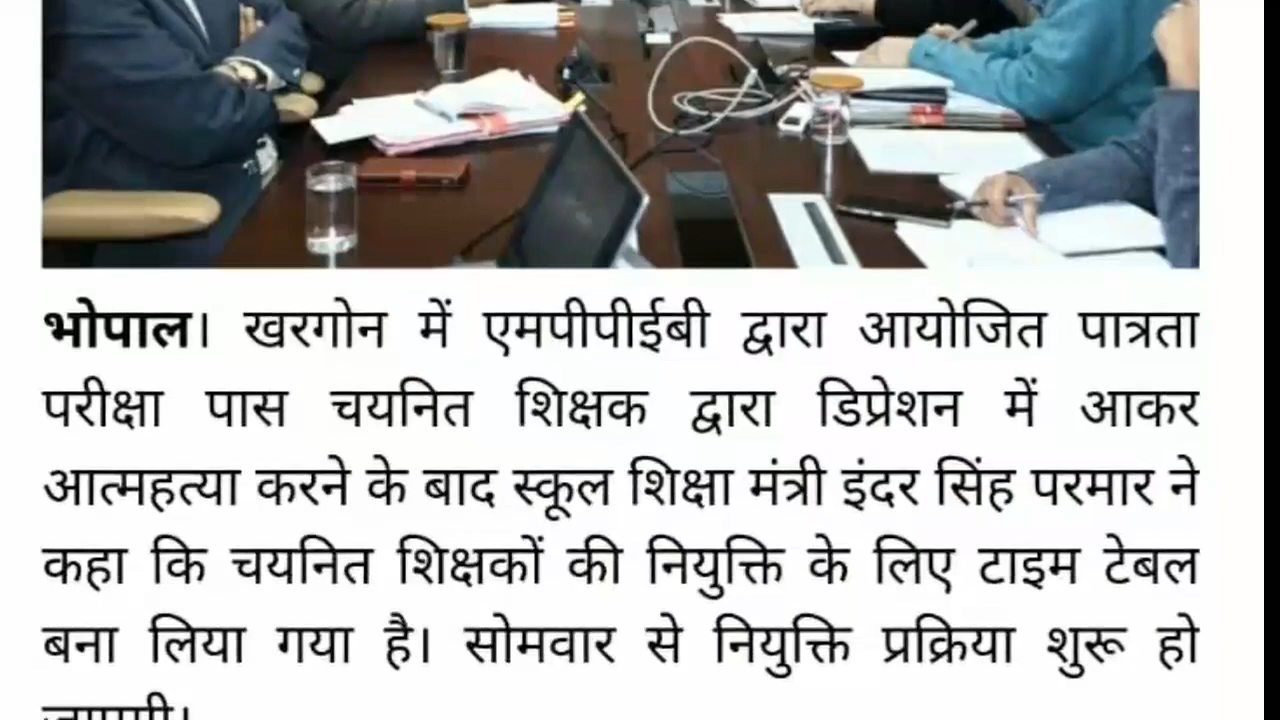 भोपाल। खरगोन में एमपीपीईबी द्वारा आयोजित पात्रता
परीक्षा पास चयनित शिक्षक द्वारा डिप्रेशन में आकर
आत्महत्या करने के बाद स्कूल शिक्षा मंत्री इंदर सिंह परमार ने
कहा कि चयनित शिक्षकों की नियुक्ति के लिए टाइम टेबल
बना लिया गया है। सोमवार से नियुक्ति प्रक्रिया शुरू हो